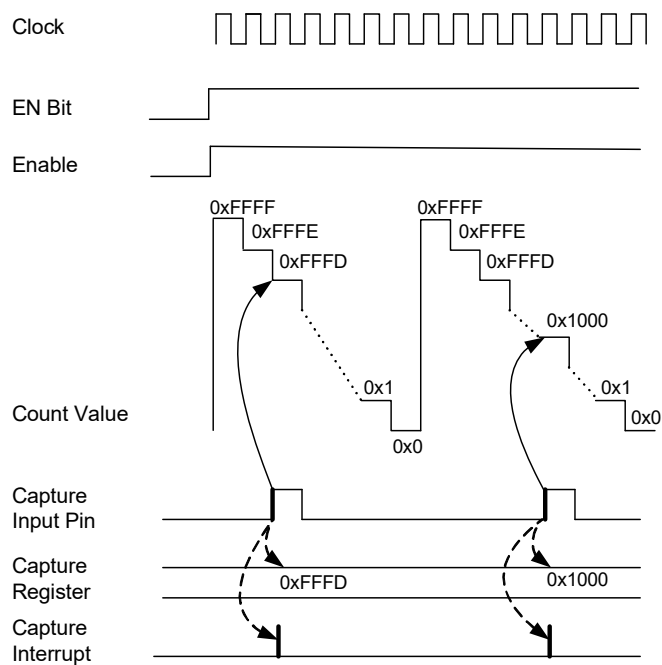 Clock
EN Bit
Enable
0xFFFF
0xFFFE
0xFFFD
0xFFFF
0xFFFE
0xFFFD
0x1000
0x1
0x0
0x1
0x0
Count Value
Capture
Input Pin
Capture
Register
0xFFFD
0x1000
Capture
Interrupt